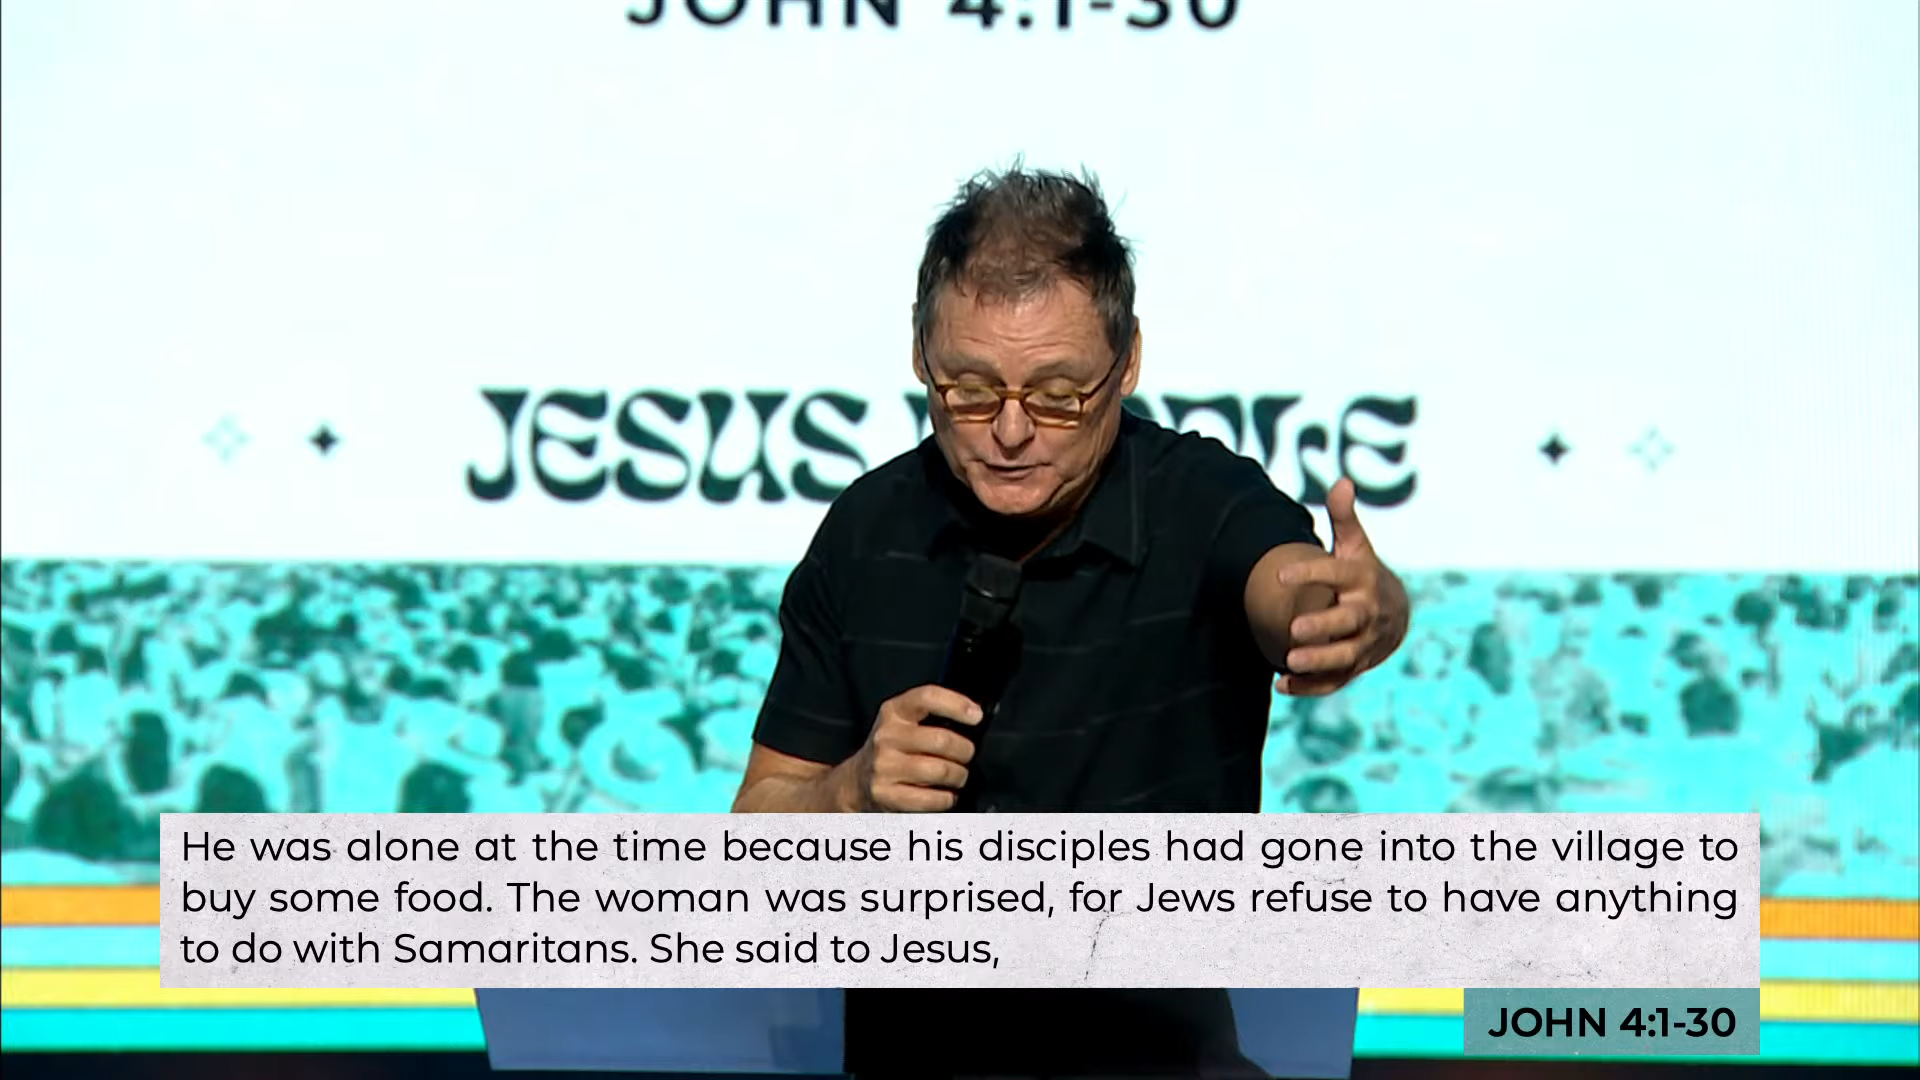 JOHN 4:1-30
JESUS
He was alone at the time because his disciples had gone into the village to
buy some food. The woman was surprised, for Jews refuse to have anything
to do with Samaritans. She said to Jesus,
JOHN 4:1-30